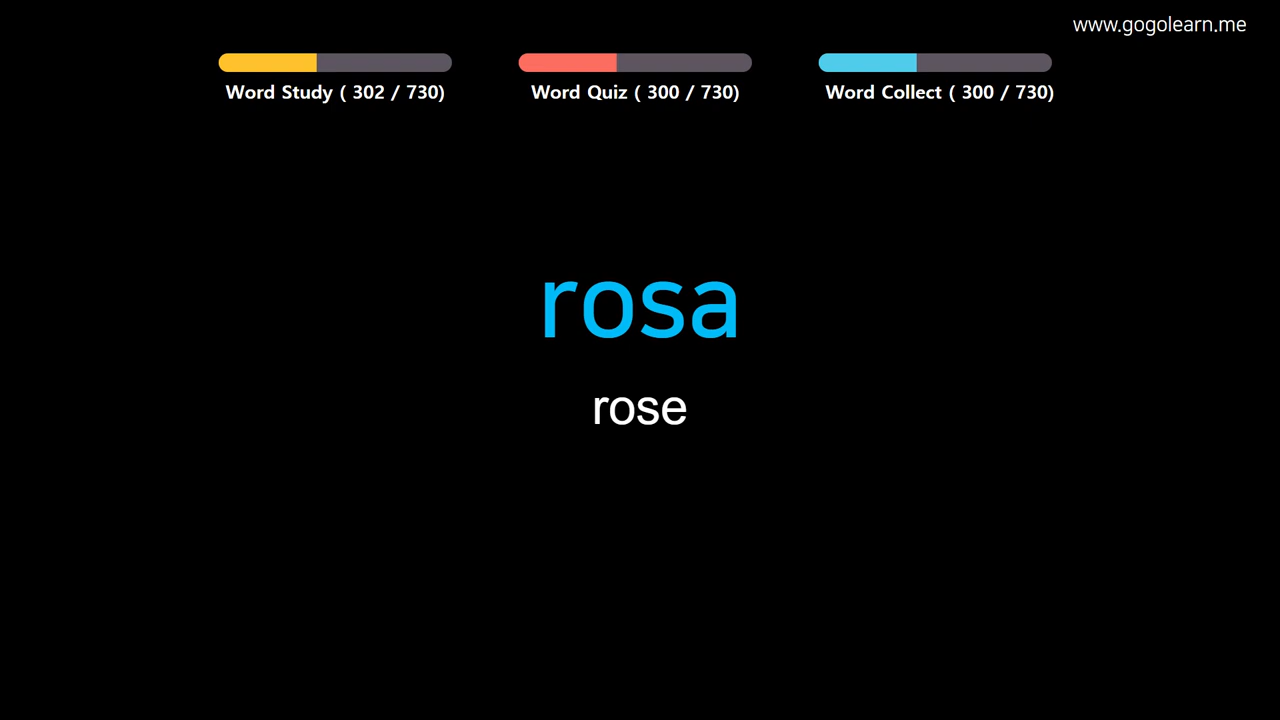 www.gogolearn.me
Word Study ( 302 / 730)
Word Quiz ( 300 / 730)
Word Collect ( 300 / 730)
rosa
rose